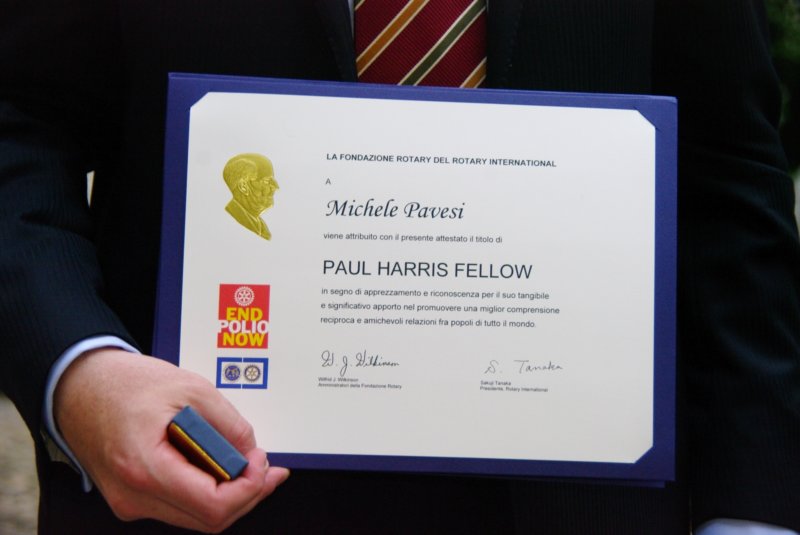 LA FONDAZIONE ROTARY DEL ROTARY INTERNATIONAL
A
Michele Pavesi
viene attribuito con il presente attestato il titolo di
PAUL HARRIS FELLOW
in segno di apprezzamento e riconoscenza per il suo tangibile
e significativo apporto nel promuovere una miglior comprensione
reciproca e amichevoli relazioni fra popoli di tutto il mondo.
END
POLIO
NOW
W. J. Wilkinson
Wilfrid J. Wilkinson
Amministratori della Fondazione Rotary
S. Tanaka
Sakuji Tanaka
Presidente, Rotary International